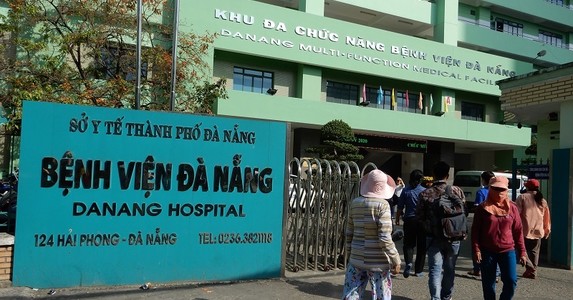 KHU ĐA CHỨC NĂNG BỆNH VIỆN ĐÀ NẴNG
DANANG MULTI-FUNCTION MEDICAL FACILI
SỞ Y TẾ THÀNH PHỐ ĐÀ NẴNG
BỆNH VIỆN ĐÀ NẴNG
DANANG HOSPITAL
124 HẢI PHÒNG - ĐÀ NẴNG TEL: 0236.3821118